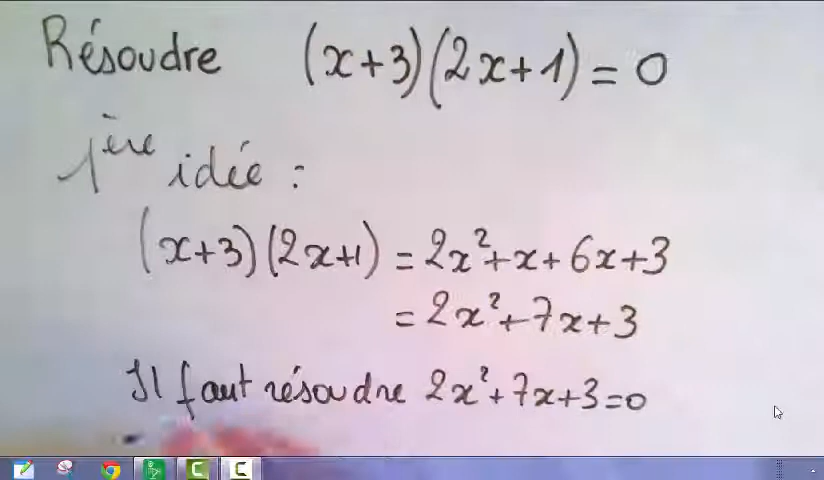 Résoudre (x+3)(2x+1)=0
1ère idée :
(x+3)(2x+1) = 2x²+x+6x+3
= 2x²+7x+3
Il faut résoudre 2x²+7x+3=0